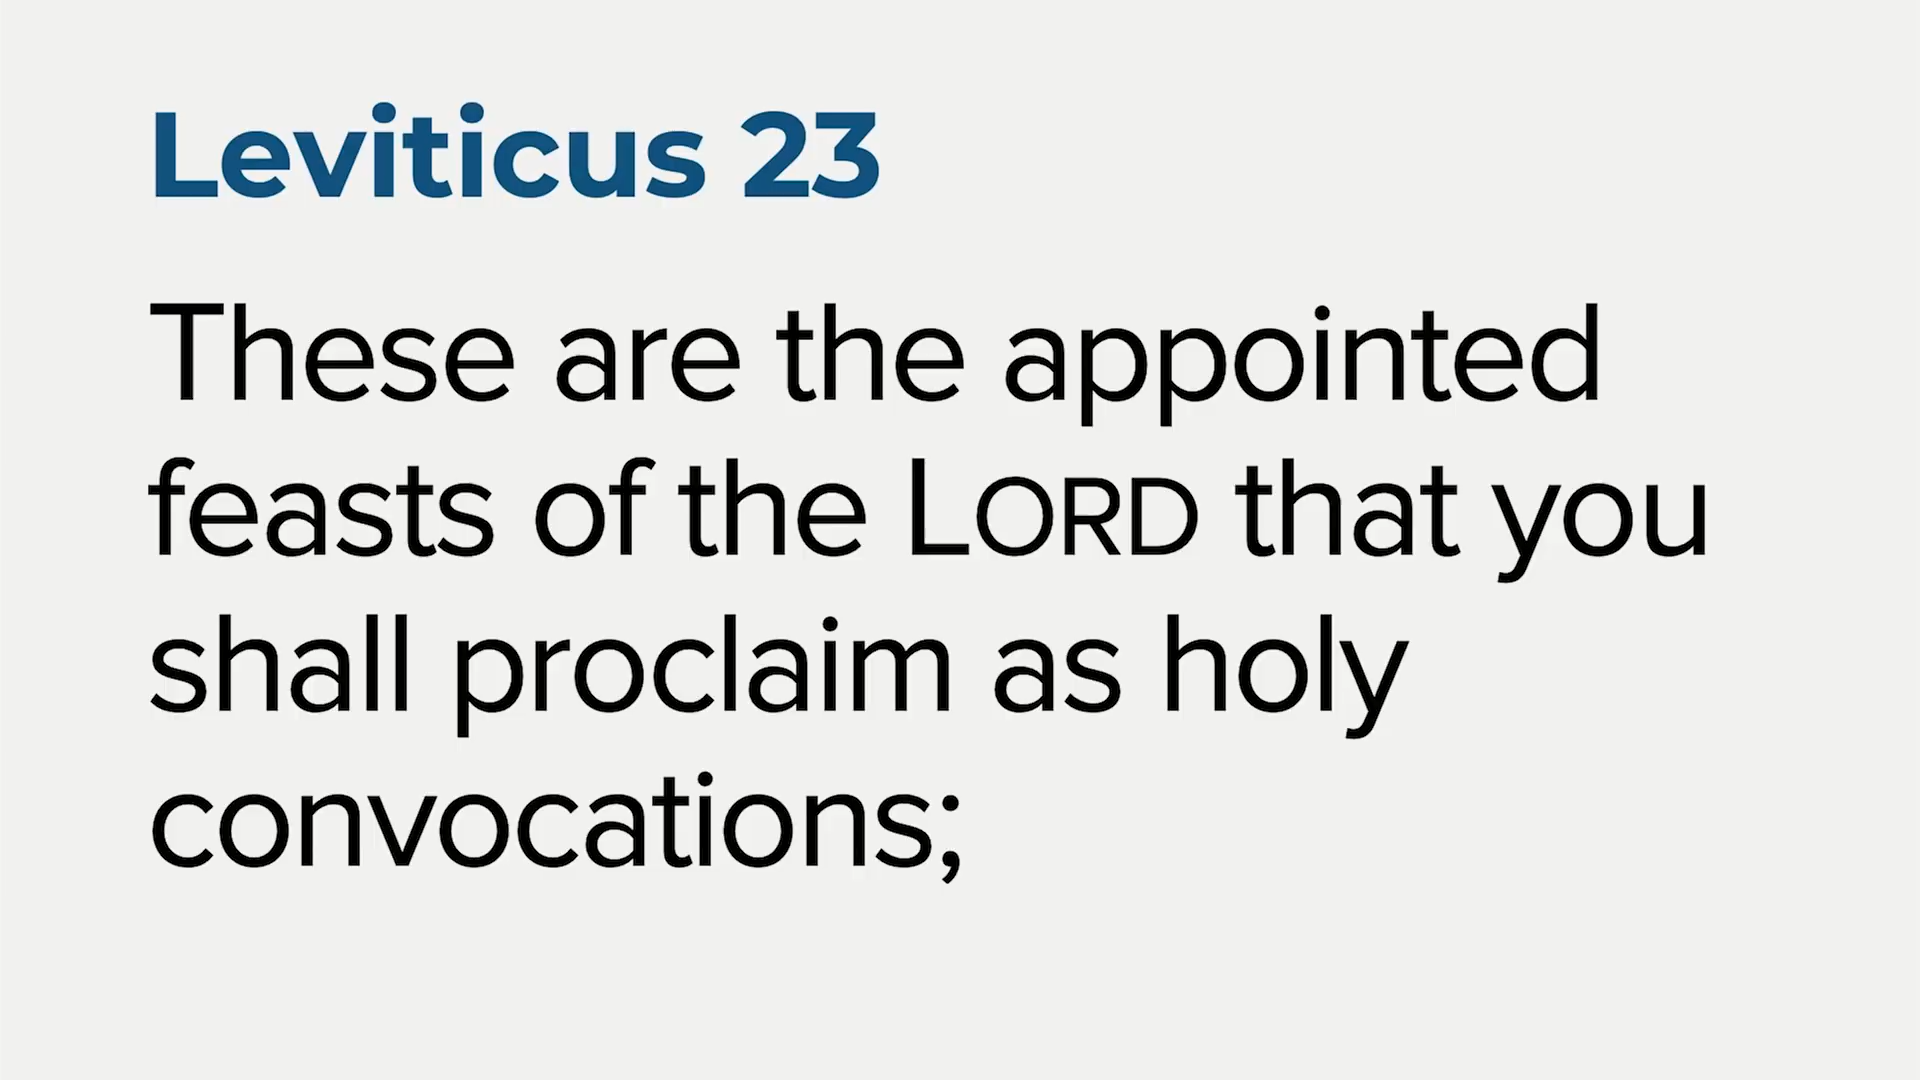 Leviticus 23
These are the appointed
feasts of the LORD that you
shall proclaim as holy
convocations;